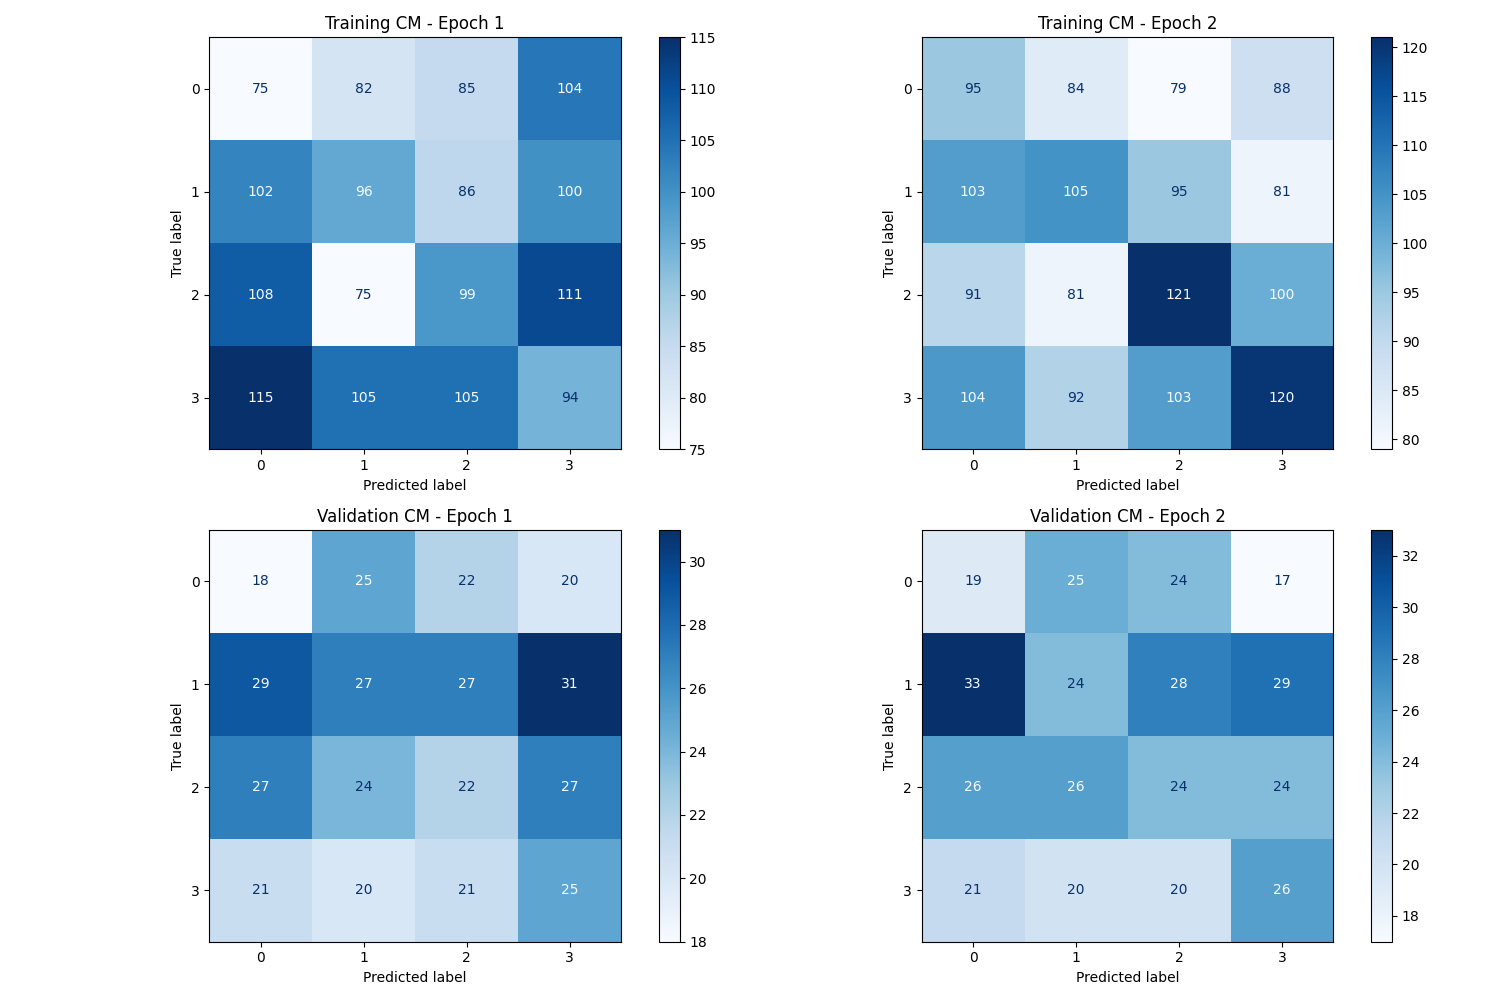 Training CM - Epoch 1
0 75 82 85 104
1 102 96 86 100
2 108 75 99 111
3 115 105 105 94
0 1 2 3
Predicted label
True label
115
110
105
100
95
90
85
80
75
Training CM - Epoch 2
0 95 84 79 88
1 103 105 95 81
2 91 81 121 100
3 104 92 103 120
0 1 2 3
Predicted label
True label
120
115
110
105
100
95
90
85
80
Validation CM - Epoch 1
0 18 25 22 20
1 29 27 27 31
2 27 24 22 27
3 21 20 21 25
0 1 2 3
Predicted label
True label
30
28
26
24
22
20
18
Validation CM - Epoch 2
0 19 25 24 17
1 33 24 28 29
2 26 26 24 24
3 21 20 20 26
0 1 2 3
Predicted label
True label
32
30
28
26
24
22
20
18